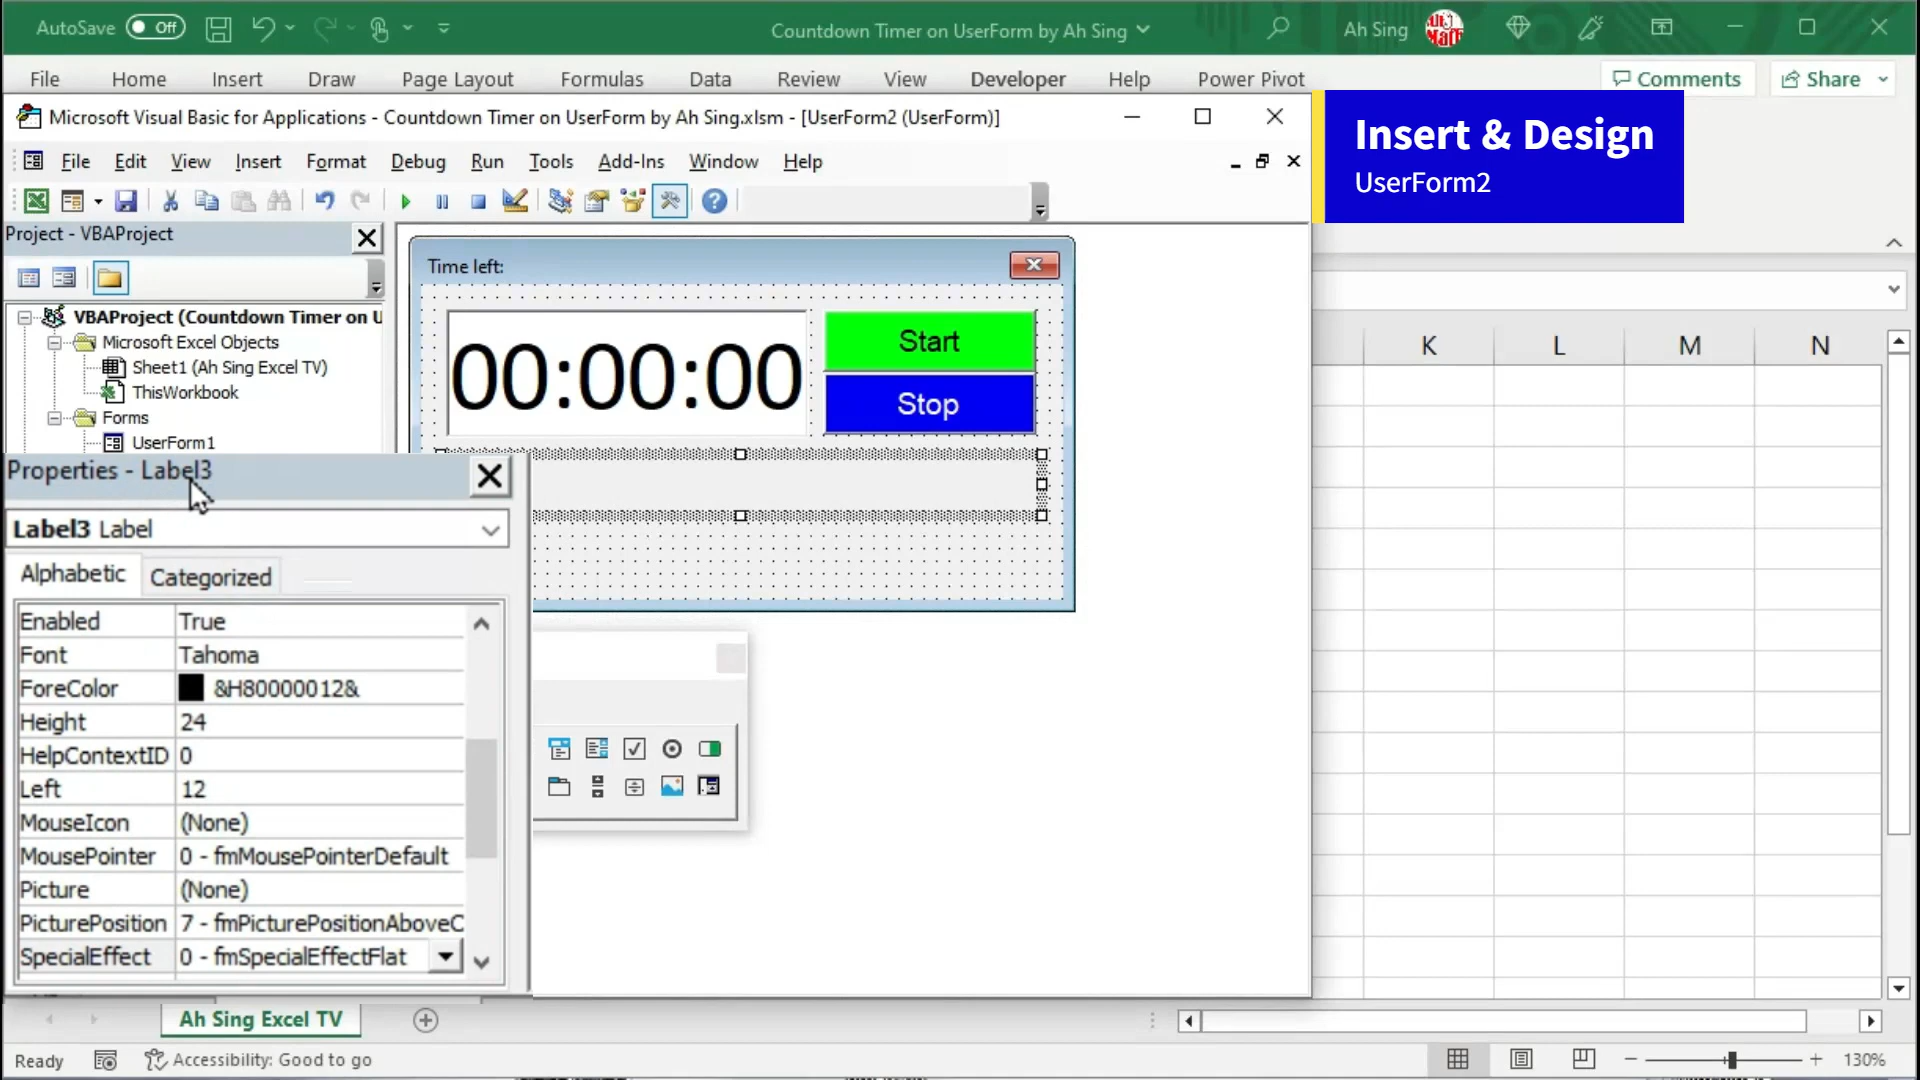 AutoSave Off Countdown Timer on UserForm by Ah Sing Ah Sing
File Home Insert Draw Page Layout Formulas Data Review View Developer Help Power Pivot Comments Share
Microsoft Visual Basic for Applications - Countdown Timer on UserForm by Ah Sing.xlsm - [UserForm2 (UserForm)]
Insert & Design
UserForm2
File Edit View Insert Format Debug Run Tools Add-Ins Window Help
Project - VBAProject
VBAProject (Countdown Timer on U
Microsoft Excel Objects
Sheet1 (Ah Sing Excel TV)
ThisWorkbook
Forms
UserForm1
Time left:
00:00:00
Start
Stop
K L M N
Properties - Label3
Label3 Label
Alphabetic Categorized
Enabled True
Font Tahoma
ForeColor &H80000012&
Height 24
HelpContextID 0
Left 12
MouseIcon (None)
MousePointer 0 - fmMousePointerDefault
Picture (None)
PicturePosition 7 - fmPicturePositionAboveC
SpecialEffect 0 - fmSpecialEffectFlat
Ah Sing Excel TV
Ready Accessibility: Good to go 130%